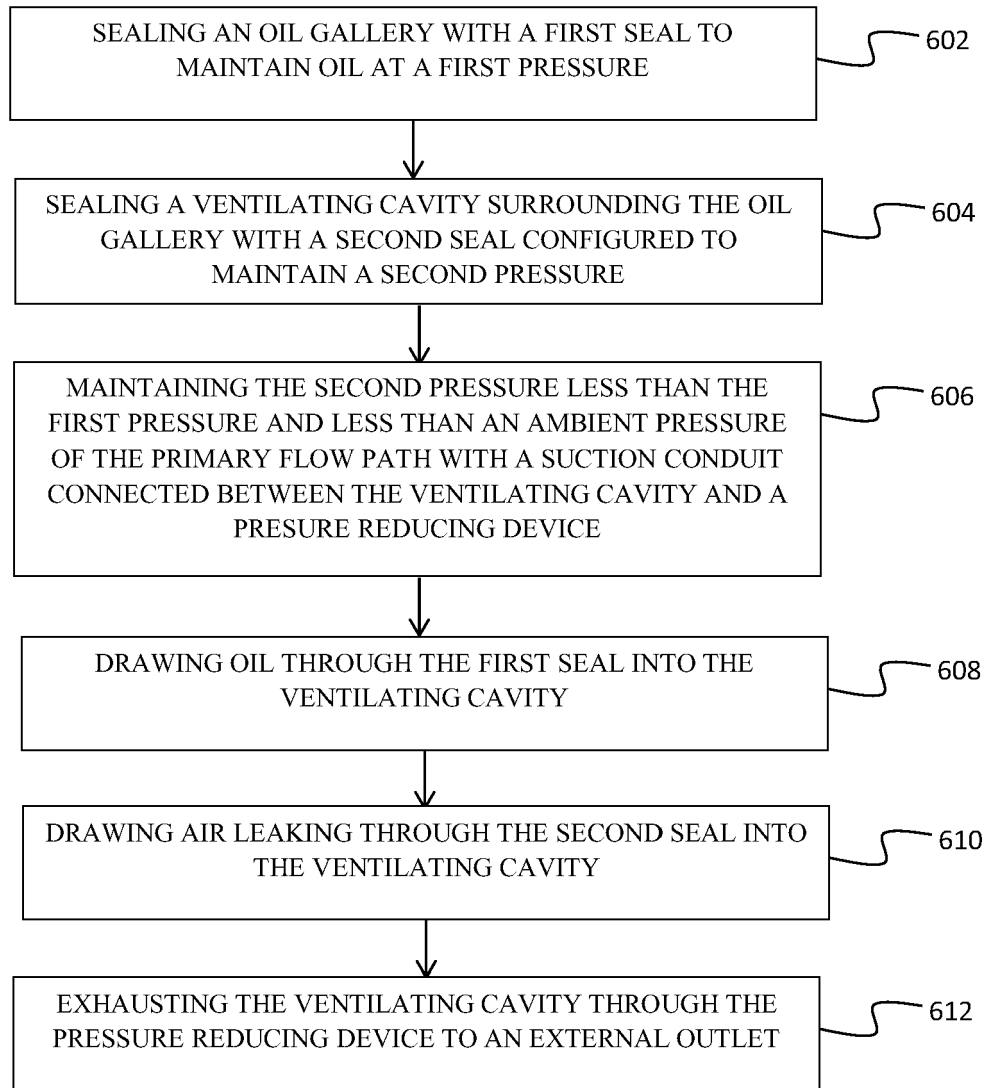 SEALING AN OIL GALLERY WITH A FIRST SEAL TO
MAINTAIN OIL AT A FIRST PRESSURE
602
SEALING A VENTILATING CAVITY SURROUNDING THE OIL
GALLERY WITH A SECOND SEAL CONFIGURED TO
MAINTAIN A SECOND PRESSURE
604
MAINTAINING THE SECOND PRESSURE LESS THAN THE
FIRST PRESSURE AND LESS THAN AN AMBIENT PRESSURE
OF THE PRIMARY FLOW PATH WITH A SUCTION CONDUIT
CONNECTED BETWEEN THE VENTILATING CAVITY AND A
PRESURE REDUCING DEVICE
606
DRAWING OIL THROUGH THE FIRST SEAL INTO THE
VENTILATING CAVITY
608
DRAWING AIR LEAKING THROUGH THE SECOND SEAL INTO
THE VENTILATING CAVITY
610
EXHAUSTING THE VENTILATING CAVITY THROUGH THE
PRESSURE REDUCING DEVICE TO AN EXTERNAL OUTLET
612